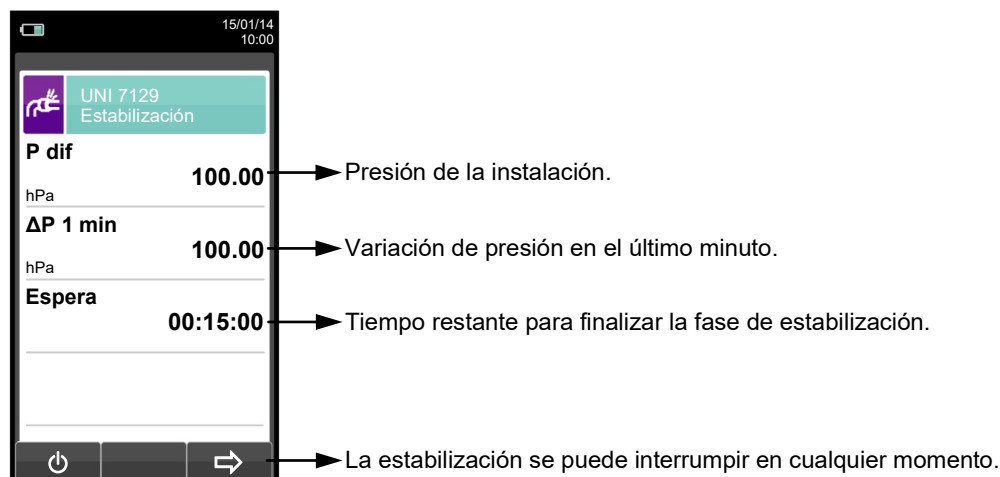 15/01/14
10:00
UNI 7129
Estabilización
P dif
100.00
hPa
Presión de la instalación.
ΔP 1 min
100.00
hPa
Variación de presión en el último minuto.
Espera
00:15:00
Tiempo restante para finalizar la fase de estabilización.
La estabilización se puede interrumpir en cualquier momento.